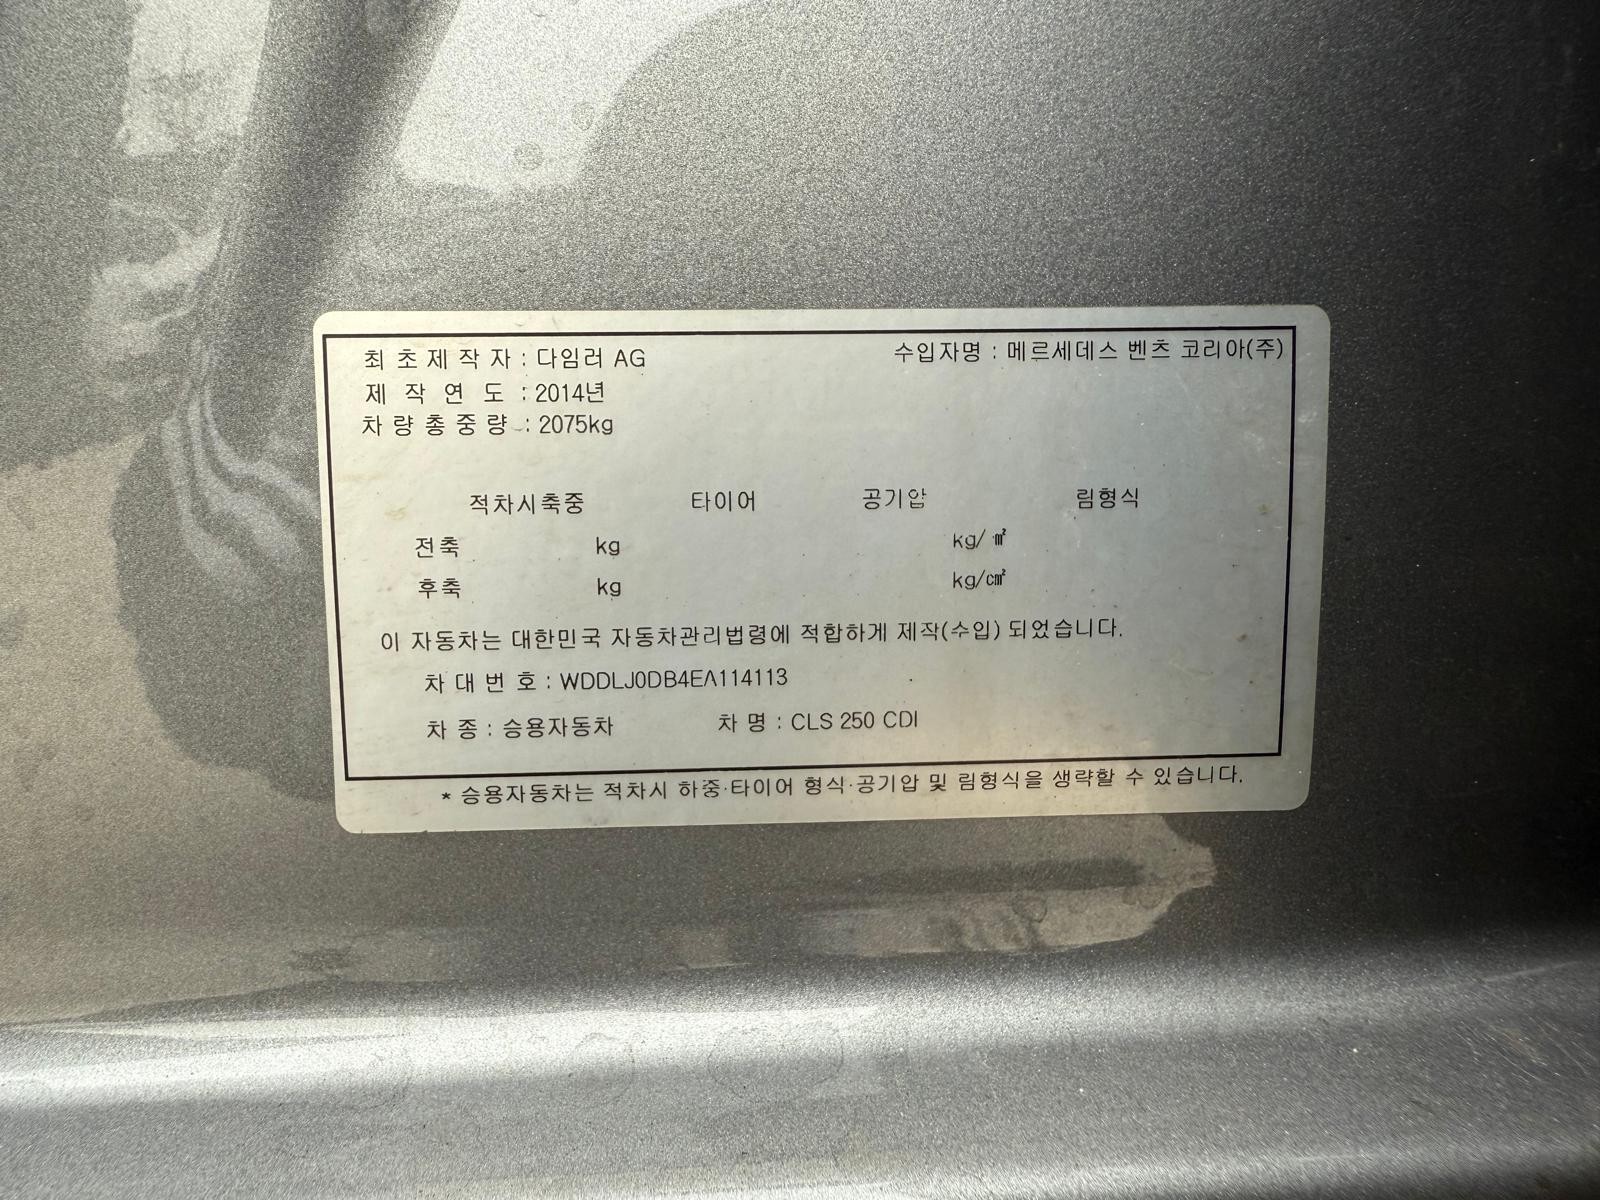 최 초 제 작 자 : 다임러 AG 수입자명 : 메르세데스 벤츠 코리아(주)
제 작 연 도 : 2014년
차 량 총 중 량 : 2075kg
적차시축중 타이어 공기압 림형식
전축 kg kg/㎠
후축 kg kg/㎠
이 자동차는 대한민국 자동차관리법령에 적합하게 제작(수입) 되었습니다.
차 대 번 호 : WDDLJ0DB4EA114113
차 종 : 승용자동차 차 명 : CLS 250 CDI
* 승용자동차는 적차시 하중·타이어 형식·공기압 및 림형식을 생략할 수 있습니다.